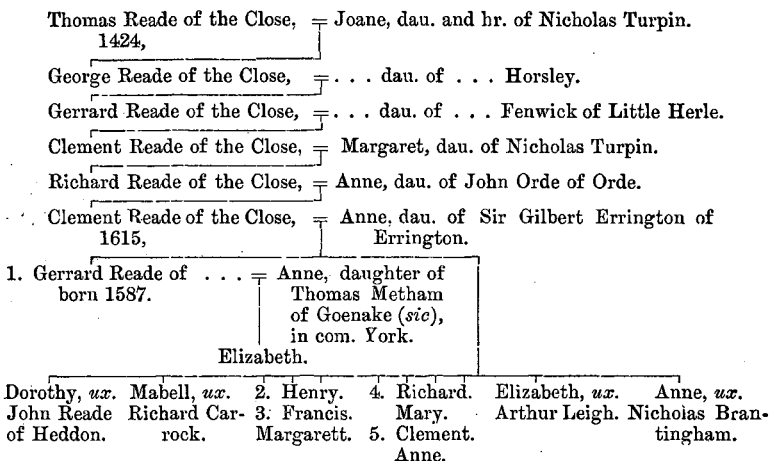 Thomas Reade of the Close, = Joane, dau. and hr. of Nicholas Turpin.
1424,
George Reade of the Close, = . . . dau. of . . . Horsley.
Gerrard Reade of the Close, = . . . dau. of . . . Fenwick of Little Herle.
Clement Reade of the Close, = Margaret, dau. of Nicholas Turpin.
Richard Reade of the Close, = Anne, dau. of John Orde of Orde.
Clement Reade of the Close, = Anne, dau. of Sir Gilbert Errington of
1615, Errington.
1. Gerrard Reade of . . . = Anne, daughter of
born 1587. Thomas Metham
of Goenake (sic),
in com. York.
Elizabeth.
Dorothy, ux. Mabell, ux. 2. Henry. 4. Richard. Elizabeth, ux. Anne, ux.
John Reade Richard Car- 3. Francis. Mary. Arthur Leigh. Nicholas Bran-
of Heddon. rock. Margarett. 5. Clement. tingham.
Anne.